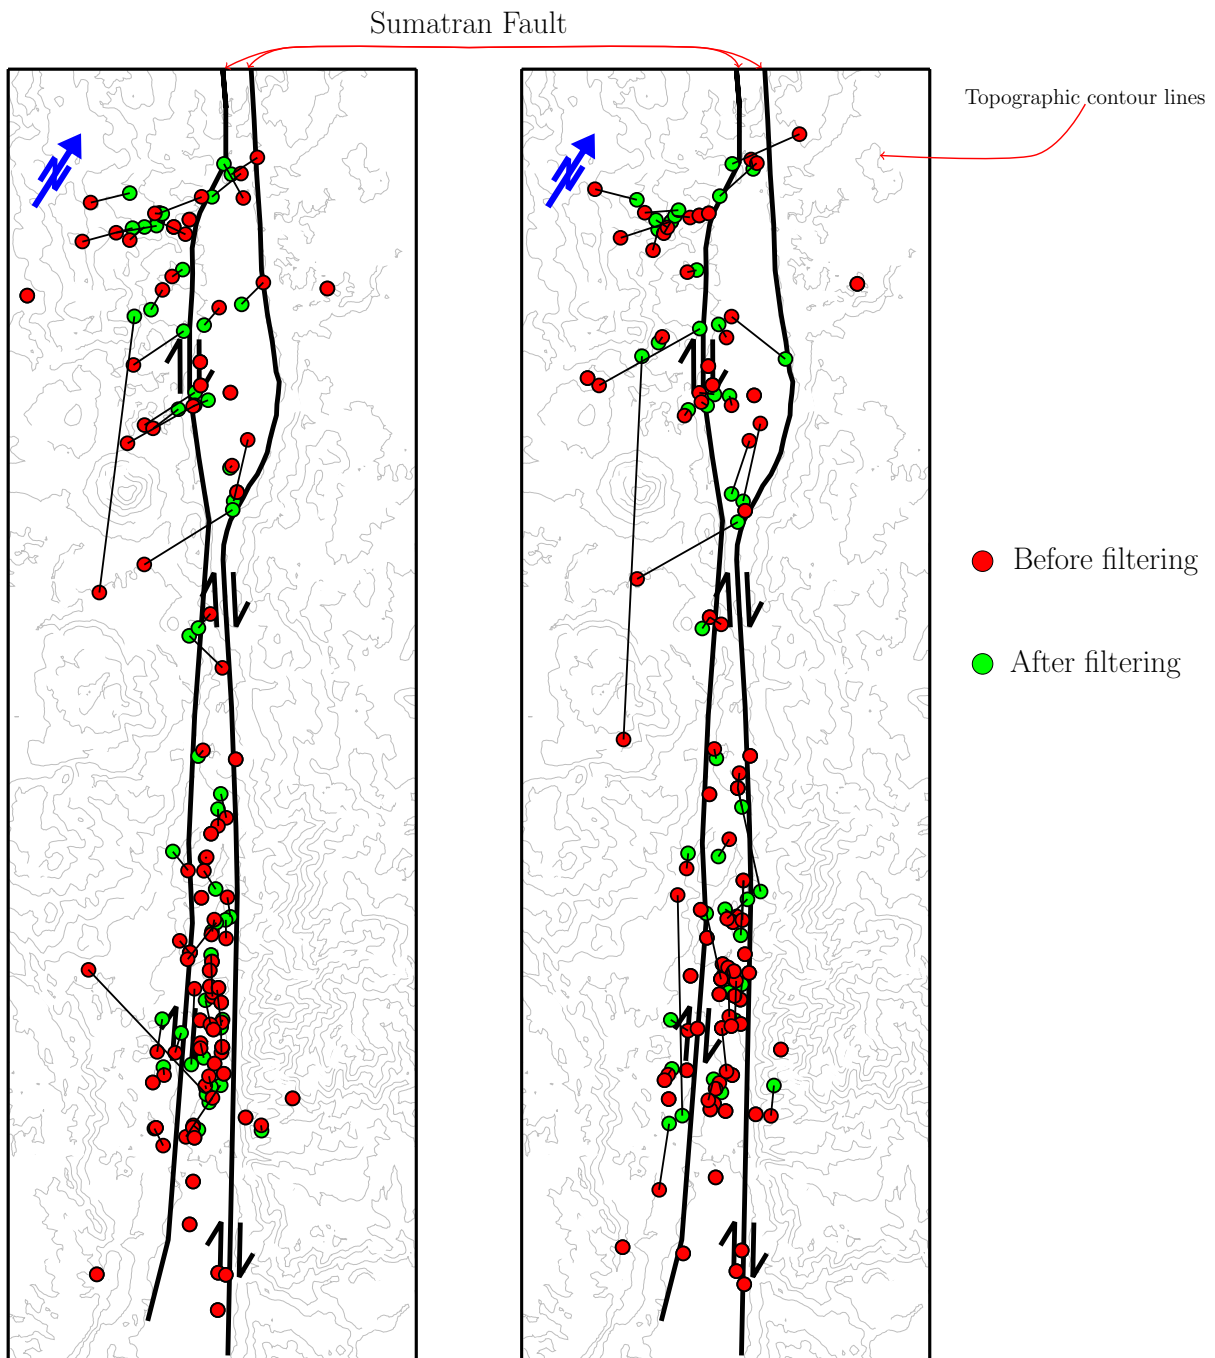 Sumatran Fault
Topographic contour lines
N
N
Before filtering
After filtering